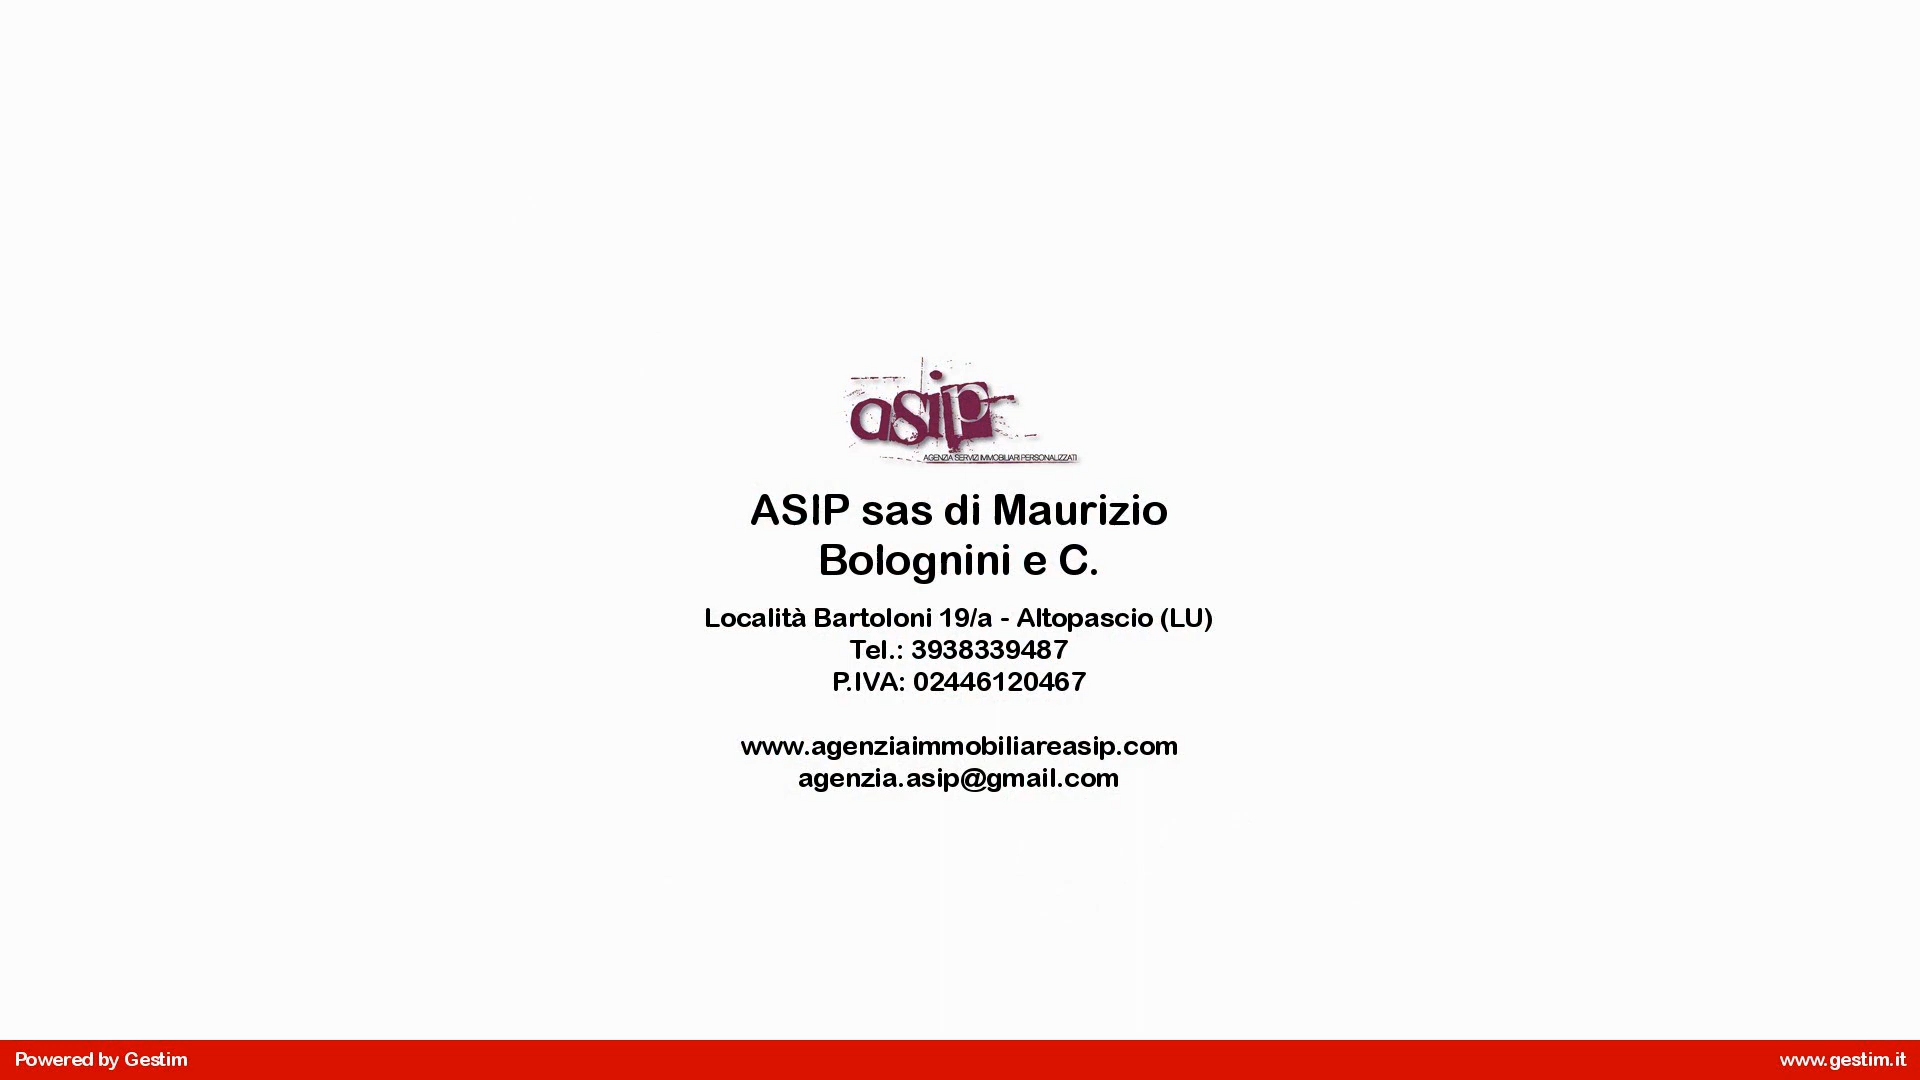 asip
AGENZIA SERVIZI IMMOBILIARI PERSONALIZZATI
ASIP sas di Maurizio
Bolognini e C.
Località Bartoloni 19/a - Altopascio (LU)
Tel.: 3938339487
P.IVA: 02446120467
www.agenziaimmobiliareasip.com
agenzia.asip@gmail.com
Powered by Gestim
www.gestim.it